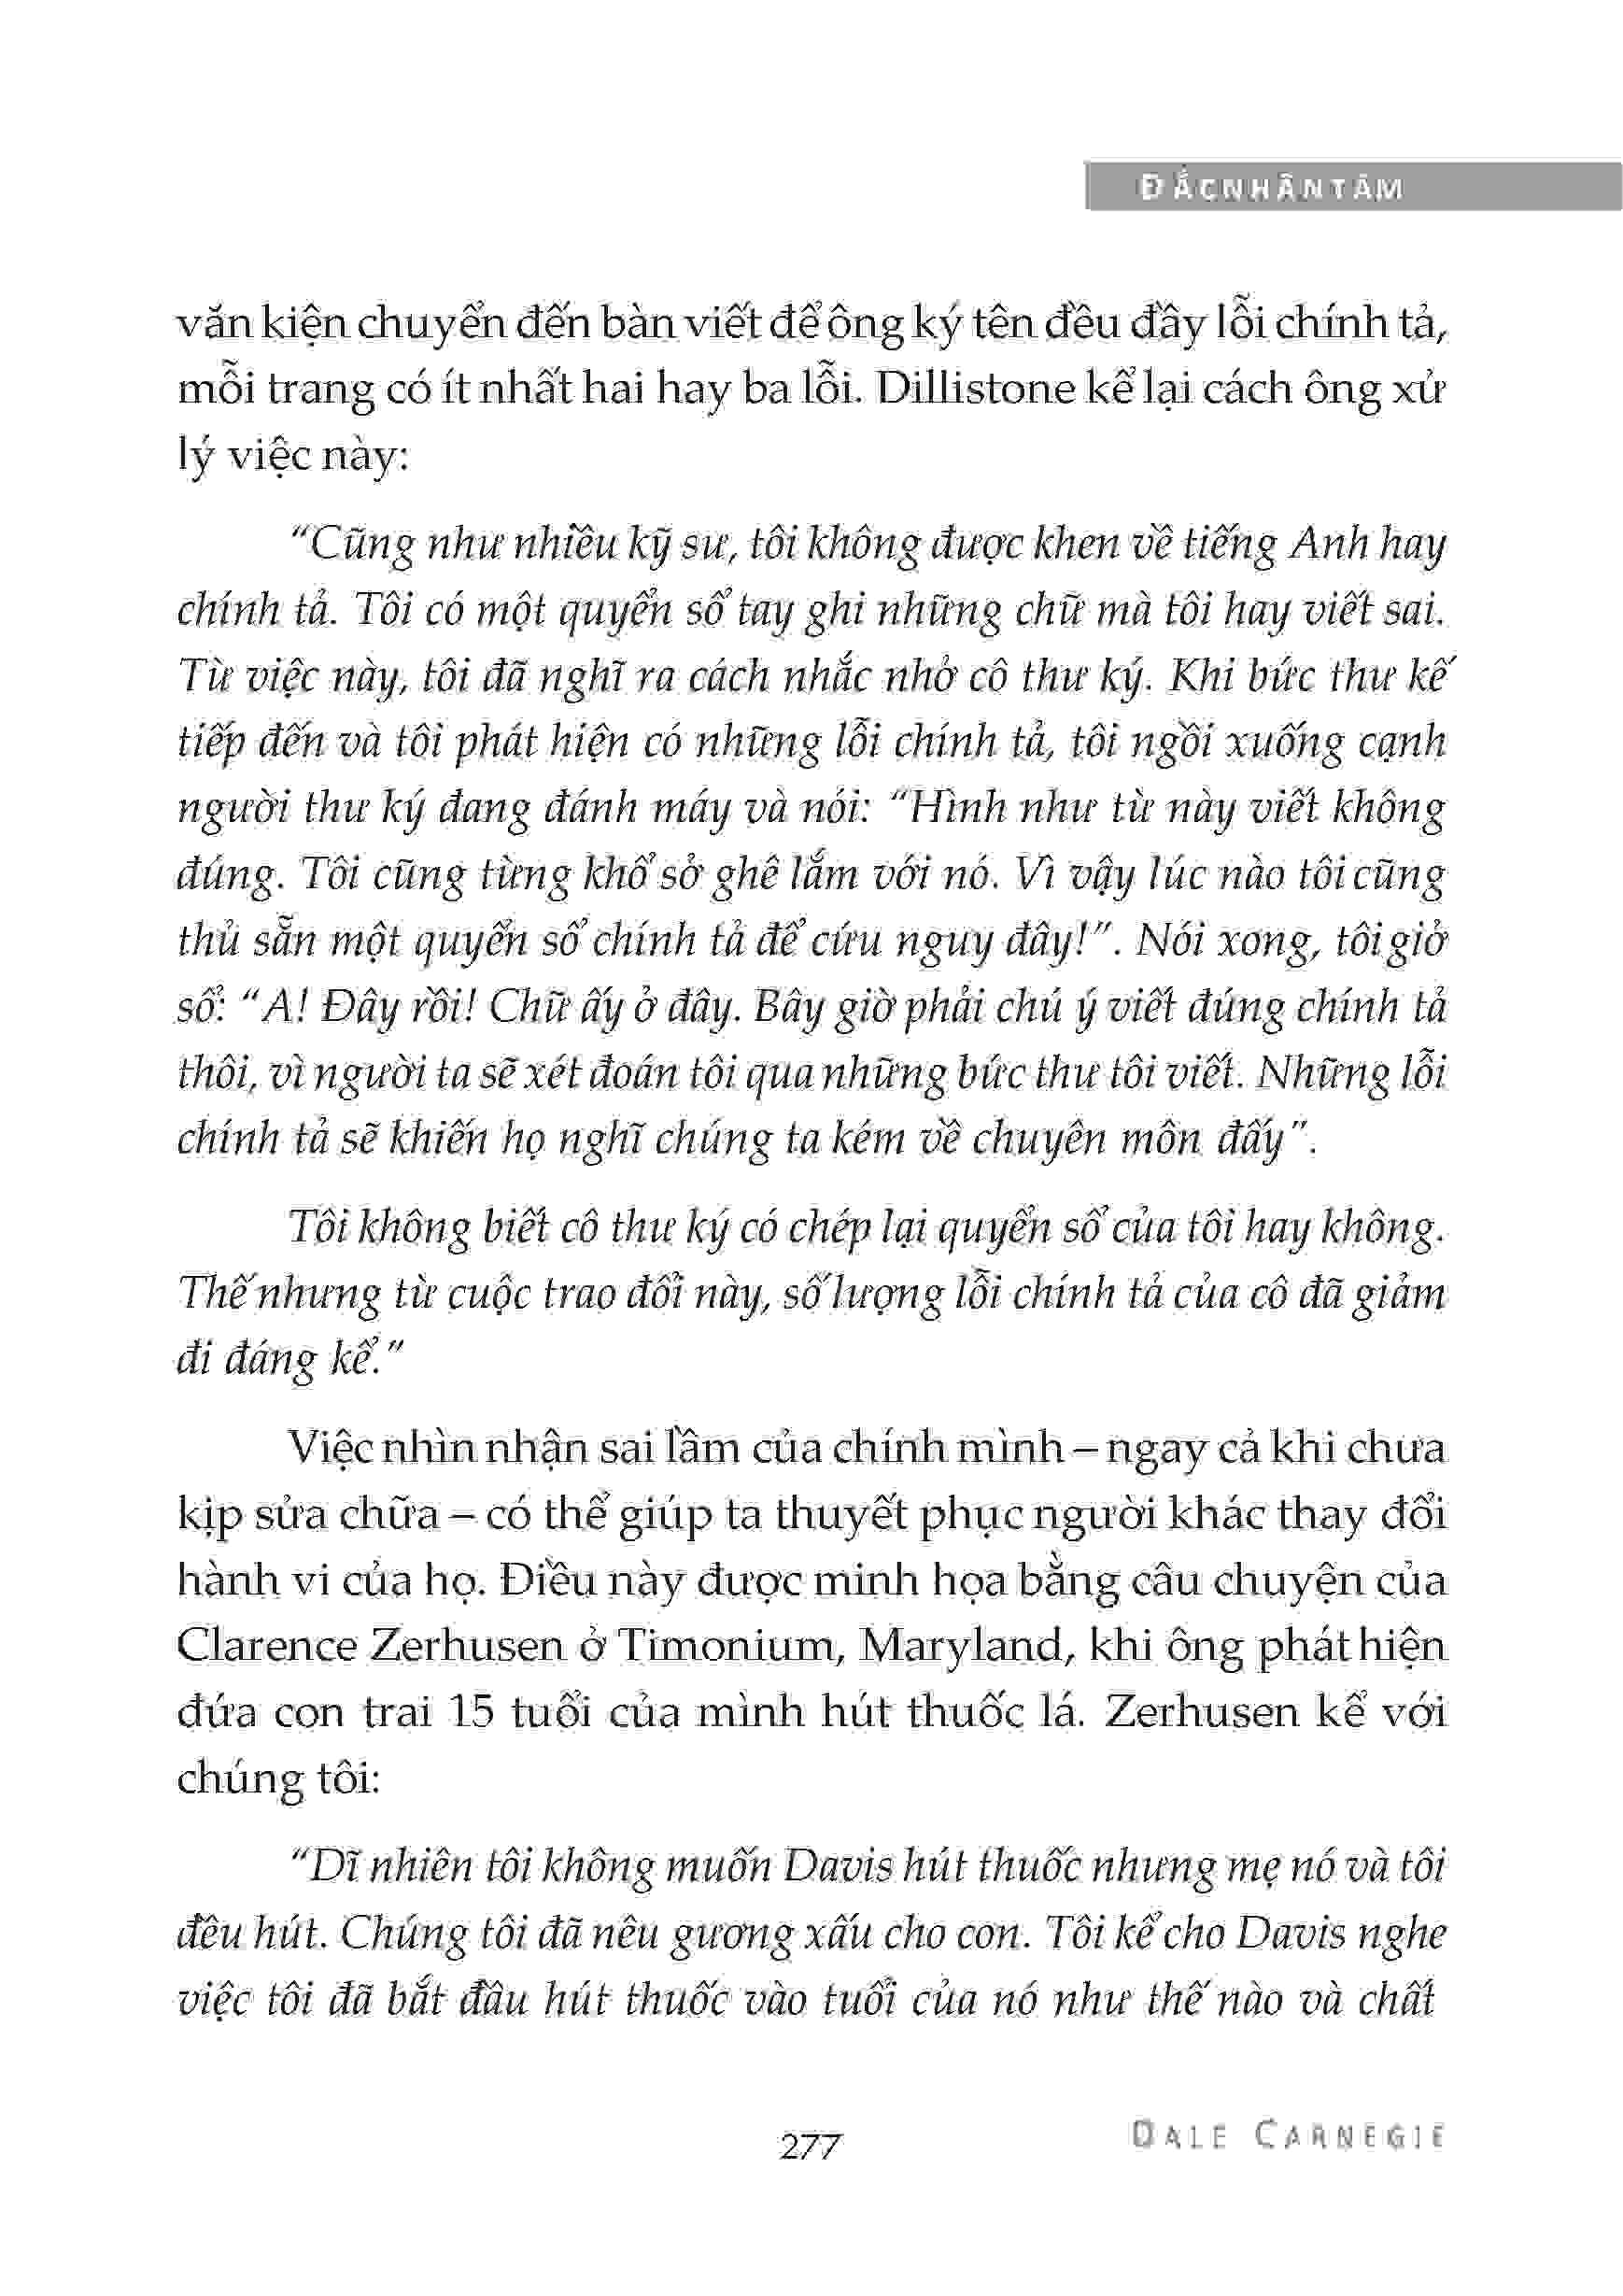 ĐẮCNHÂNTÂM
văn kiện chuyển đến bàn viết để ông ký tên đều đầy lỗi chính tả,
mỗi trang có ít nhất hai hay ba lỗi. Dillistone kể lại cách ông xử
lý việc này:
“Cũng như nhiều kỹ sư, tôi không được khen về tiếng Anh hay
chính tả. Tôi có một quyển sổ tay ghi những chữ mà tôi hay viết sai.
Từ việc này, tôi đã nghĩ ra cách nhắc nhở cô thư ký. Khi bức thư kế
tiếp đến và tôi phát hiện có những lỗi chính tả, tôi ngồi xuống cạnh
người thư ký đang đánh máy và nói: “Hình như từ này viết không
đúng. Tôi cũng từng khổ sở ghê lắm với nó. Vì vậy lúc nào tôi cũng
thủ sẵn một quyển sổ chính tả để cứu nguy đây!”. Nói xong, tôi giở
sổ: “A! Đây rồi! Chữ ấy ở đây. Bây giờ phải chú ý viết đúng chính tả
thôi, vì người ta sẽ xét đoán tôi qua những bức thư tôi viết. Những lỗi
chính tả sẽ khiến họ nghĩ chúng ta kém về chuyên môn đấy”.
Tôi không biết cô thư ký có chép lại quyển sổ của tôi hay không.
Thế nhưng từ cuộc trao đổi này, số lượng lỗi chính tả của cô đã giảm
đi đáng kể.”
Việc nhìn nhận sai lầm của chính mình – ngay cả khi chưa
kịp sửa chữa – có thể giúp ta thuyết phục người khác thay đổi
hành vi của họ. Điều này được minh họa bằng câu chuyện của
Clarence Zerhusen ở Timonium, Maryland, khi ông phát hiện
đứa con trai 15 tuổi của mình hút thuốc lá. Zerhusen kể với
chúng tôi:
“Dĩ nhiên tôi không muốn Davis hút thuốc nhưng mẹ nó và tôi
đều hút. Chúng tôi đã nêu gương xấu cho con. Tôi kể cho Davis nghe
việc tôi đã bắt đầu hút thuốc vào tuổi của nó như thế nào và chất
277
DALE CARNEGIE